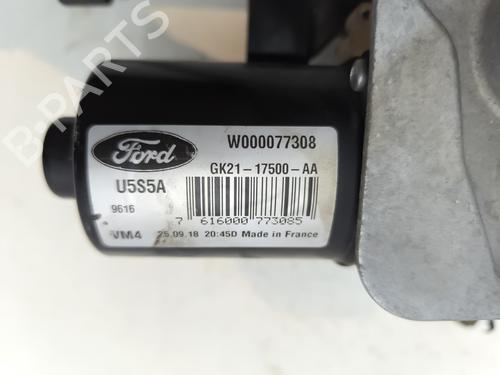 B-PARTS
Ford
W000077308
GK21-17500-AA
U5S5A
9616
7 616000 773085
VM4 25.09.18 20:45D Made in France